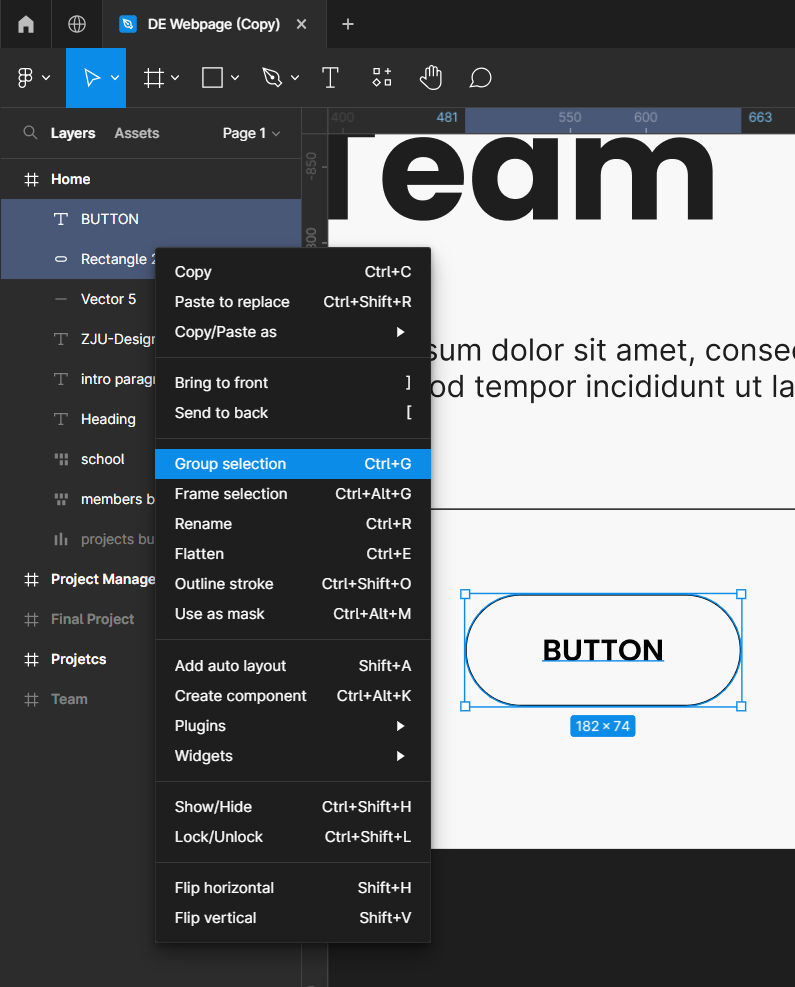 DE Webpage (Copy)
Layers
Assets
Page 1
400
481
550
600
663
-850
Team
Home
BUTTON
Rectangle
Vector 5
ZJU-Design
intro parag
Heading
school
members b
projects bu
Project Manage
Final Project
Projetcs
Team
Copy Ctrl+C
Paste to replace Ctrl+Shift+R
Copy/Paste as
Bring to front ]
Send to back [
Group selection Ctrl+G
Frame selection Ctrl+Alt+G
Rename Ctrl+R
Flatten Ctrl+E
Outline stroke Ctrl+Shift+O
Use as mask Ctrl+Alt+M
Add auto layout Shift+A
Create component Ctrl+Alt+K
Plugins
Widgets
Show/Hide Ctrl+Shift+H
Lock/Unlock Ctrl+Shift+L
Flip horizontal Shift+H
Flip vertical Shift+V
sum dolor sit amet, conse
od tempor incididunt ut la
BUTTON
182 × 74